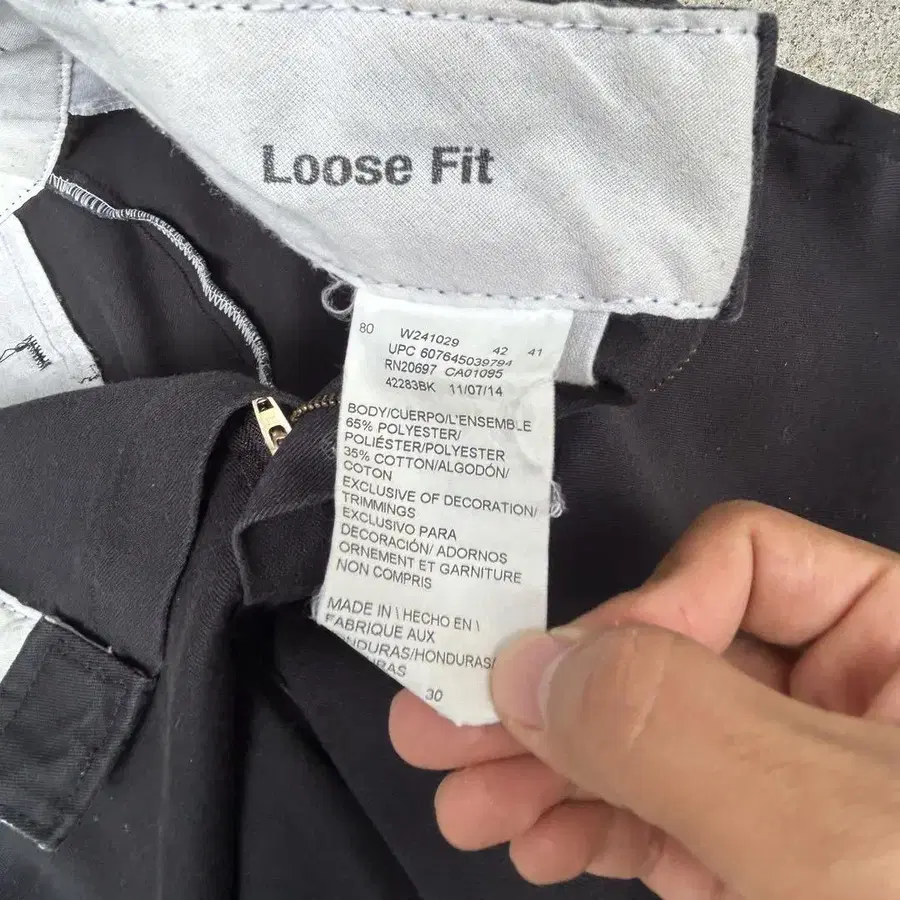 Loose Fit
80 W241029 42 41
UPC 607645039794
RN20697 CA01095
42283BK 11/07/14
BODY/CUERPO/L'ENSEMBLE
65% POLYESTER/
POLIÉSTER/POLYESTER
35% COTTON/ALGODÓN/
COTON
EXCLUSIVE OF DECORATION/
TRIMMINGS
EXCLUSIVO PARA
DECORACIÓN/ ADORNOS
ORNEMENT ET GARNITURE
NON COMPRIS
MADE IN \ HECHO EN \
FABRIQUE AUX
HONDURAS/HONDURAS/
30